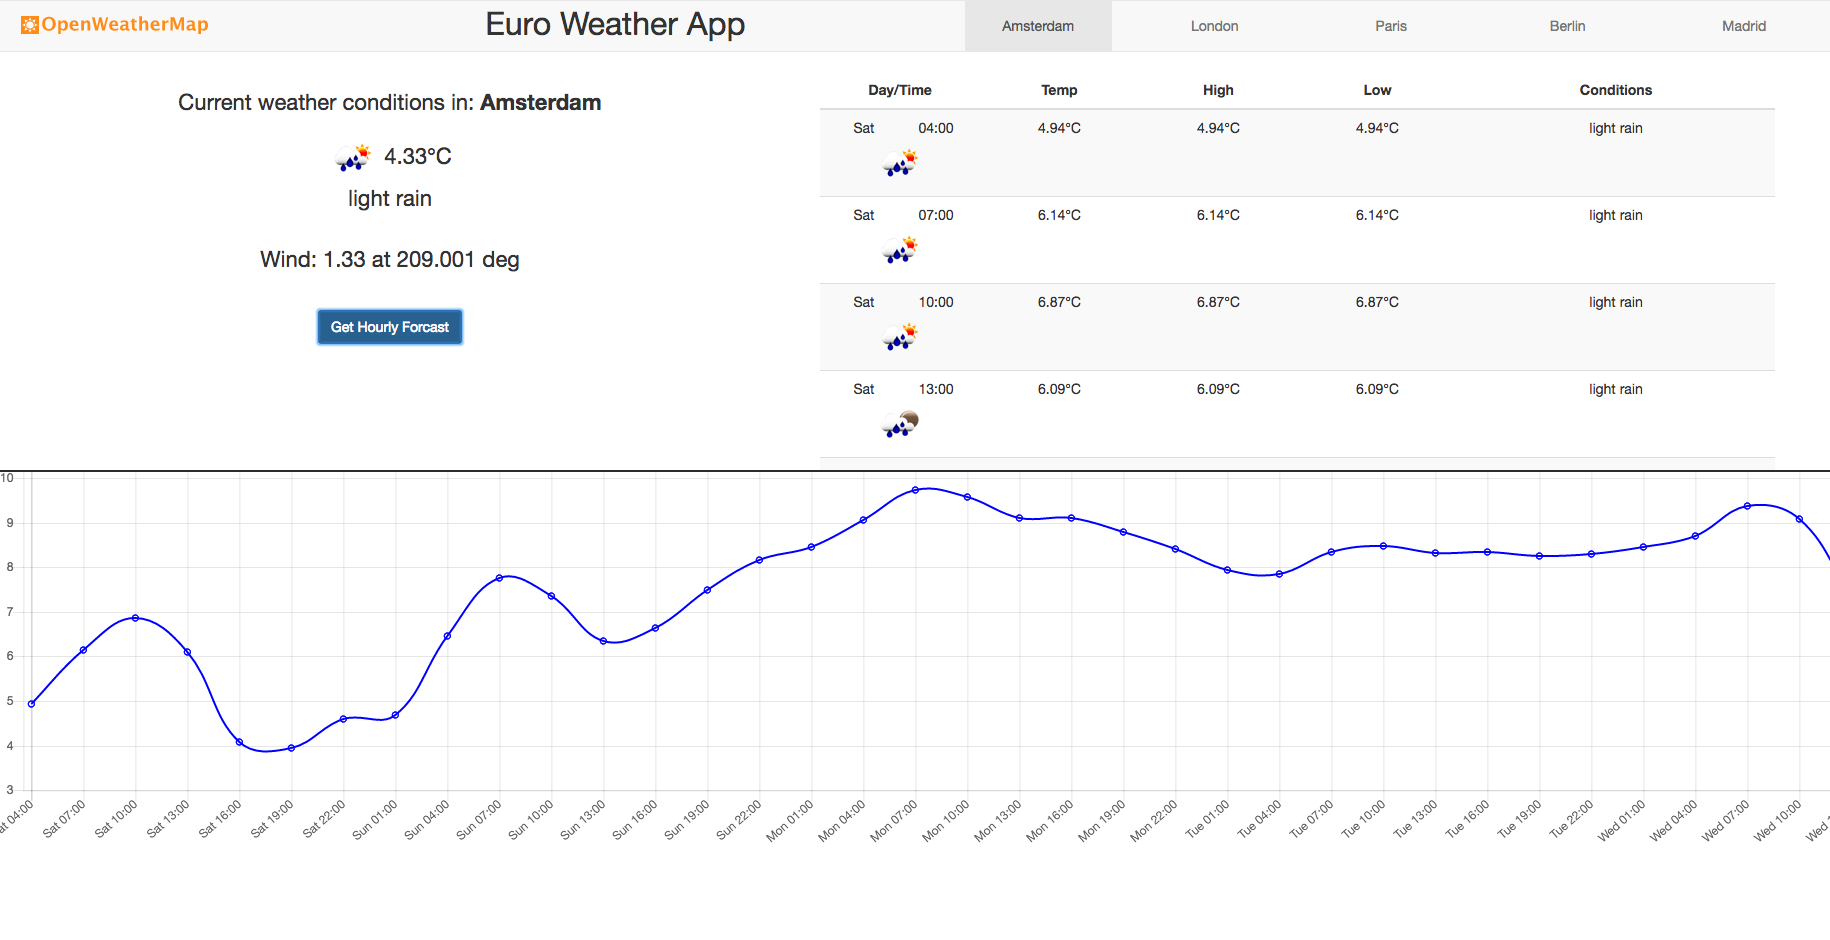 OpenWeatherMap
Euro Weather App
Amsterdam London Paris Berlin Madrid
Current weather conditions in: Amsterdam
4.33°C
light rain
Wind: 1.33 at 209.001 deg
Get Hourly Forcast
Day/Time Temp High Low Conditions
Sat 04:00 4.94°C 4.94°C 4.94°C light rain
Sat 07:00 6.14°C 6.14°C 6.14°C light rain
Sat 10:00 6.87°C 6.87°C 6.87°C light rain
Sat 13:00 6.09°C 6.09°C 6.09°C light rain
10
9
8
7
6
5
4
3
at 04:00
Sat 07:00
Sat 10:00
Sat 13:00
Sat 16:00
Sat 19:00
Sat 22:00
Sun 01:00
Sun 04:00
Sun 07:00
Sun 10:00
Sun 13:00
Sun 16:00
Sun 19:00
Sun 22:00
Mon 01:00
Mon 04:00
Mon 07:00
Mon 10:00
Mon 13:00
Mon 16:00
Mon 19:00
Mon 22:00
Tue 01:00
Tue 04:00
Tue 07:00
Tue 10:00
Tue 13:00
Tue 16:00
Tue 19:00
Tue 22:00
Wed 01:00
Wed 04:00
Wed 07:00
Wed 10:00
Wed